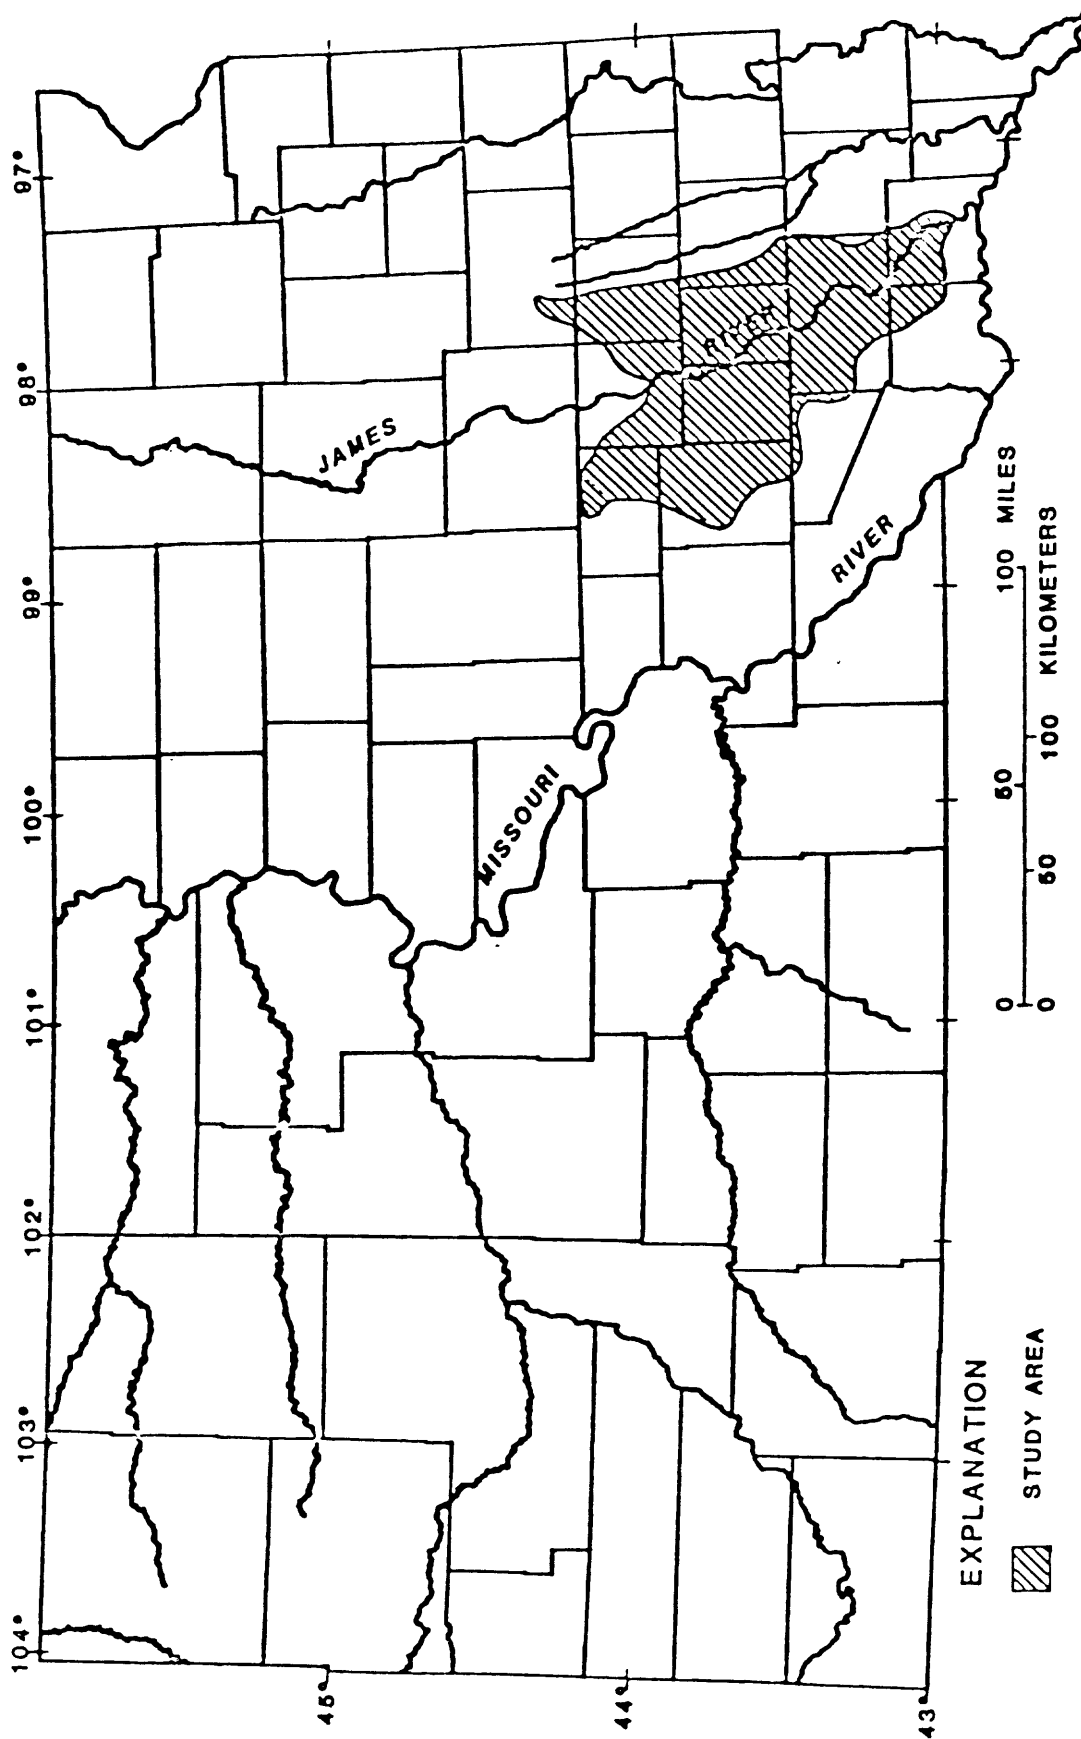 104° 103° 102° 101° 100° 99° 98° 97°
45°
44°
43°
JAMES
RIVER
MISSOURI
RIVER
EXPLANATION
STUDY AREA
0 50 100 MILES
0 50 100 KILOMETERS